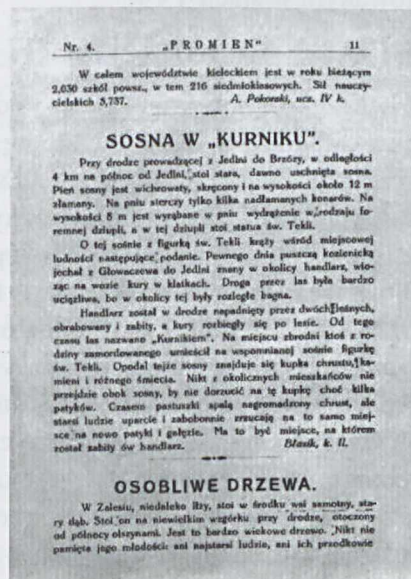 Nr. 4. „PROMIEN" 11
W całem województwie kieleckiem jest w roku bieżącym
2,030 szkół powsz., w tem 216 siedmioklasowych. Sił nauczy-
cielskich 3,737. A. Pokorski, ucz. IV k.
SOSNA W „KURNIKU".
Przy drodze prowadzącej z Jedlni do Brzózy, w odległości
4 km na północ od Jedlni, stoi stara, dawno uschnięta sosna.
Pień sosny jest wichrowaty, skręcony i na wysokości około 12 m
złamany. Na pniu sterczy tylko kilka nadłamanych konarów. Na
wysokości 8 m jest wyrąbane w pniu wydrążenie w rodzaju fo-
remnej dziupli, a w tej dziupli stoi statua św. Tekli.
O tej sośnie z figurką św. Tekli krąży wśród miejscowej
ludności następujące podanie. Pewnego dnia puszczą kozienicką
jechał z Głowaczewa do Jedlni znany w okolicy handlarz, wio-
ząc na wozie kury w klatkach. Droga przez las była bardzo
uciążliwa, bo w okolicy tej były rozległe bagna.
Handlarz został w drodze napadnięty przez dwóch leśnych,
obrabowany i zabity, a kury rozbiegły się po lesie. Od tego
czasu las nazwano „Kurnikiem". Na miejscu zbrodni ktoś z ro-
dziny zamordowanego umieścił na wspomnianej sośnie figurkę
św. Tekli. Opodal tejże sosny znajduje się kupka chrustu, ka-
mieni i różnego śmiecia. Nikt z okolicznych mieszkańców nie
przejdzie obok sosny, by nie dorzucić na tę kupkę choć kilka
patyków. Czasem pastuszki spalą nagromadzony chrust, ale
starsi ludzie uparcie i zabobonnie zrzucają na to samo miej-
sce na nowo patyki i gałęzie. Ma to być miejsce, na którem
został zabity ów handlarz. Błasik, k. II.
OSOBLIWE DRZEWA.
W Zalesiu, niedaleko Iłży, stoi w środku wsi samotny, sta-
ry dąb. Stoi on na niewielkim wzgórku przy drodze, otoczony
od północy olszynami. Jest to bardzo wiekowe drzewo. Nikt nie
pamięta jego młodości: ani najstarsi ludzie, ani ich przodkowie